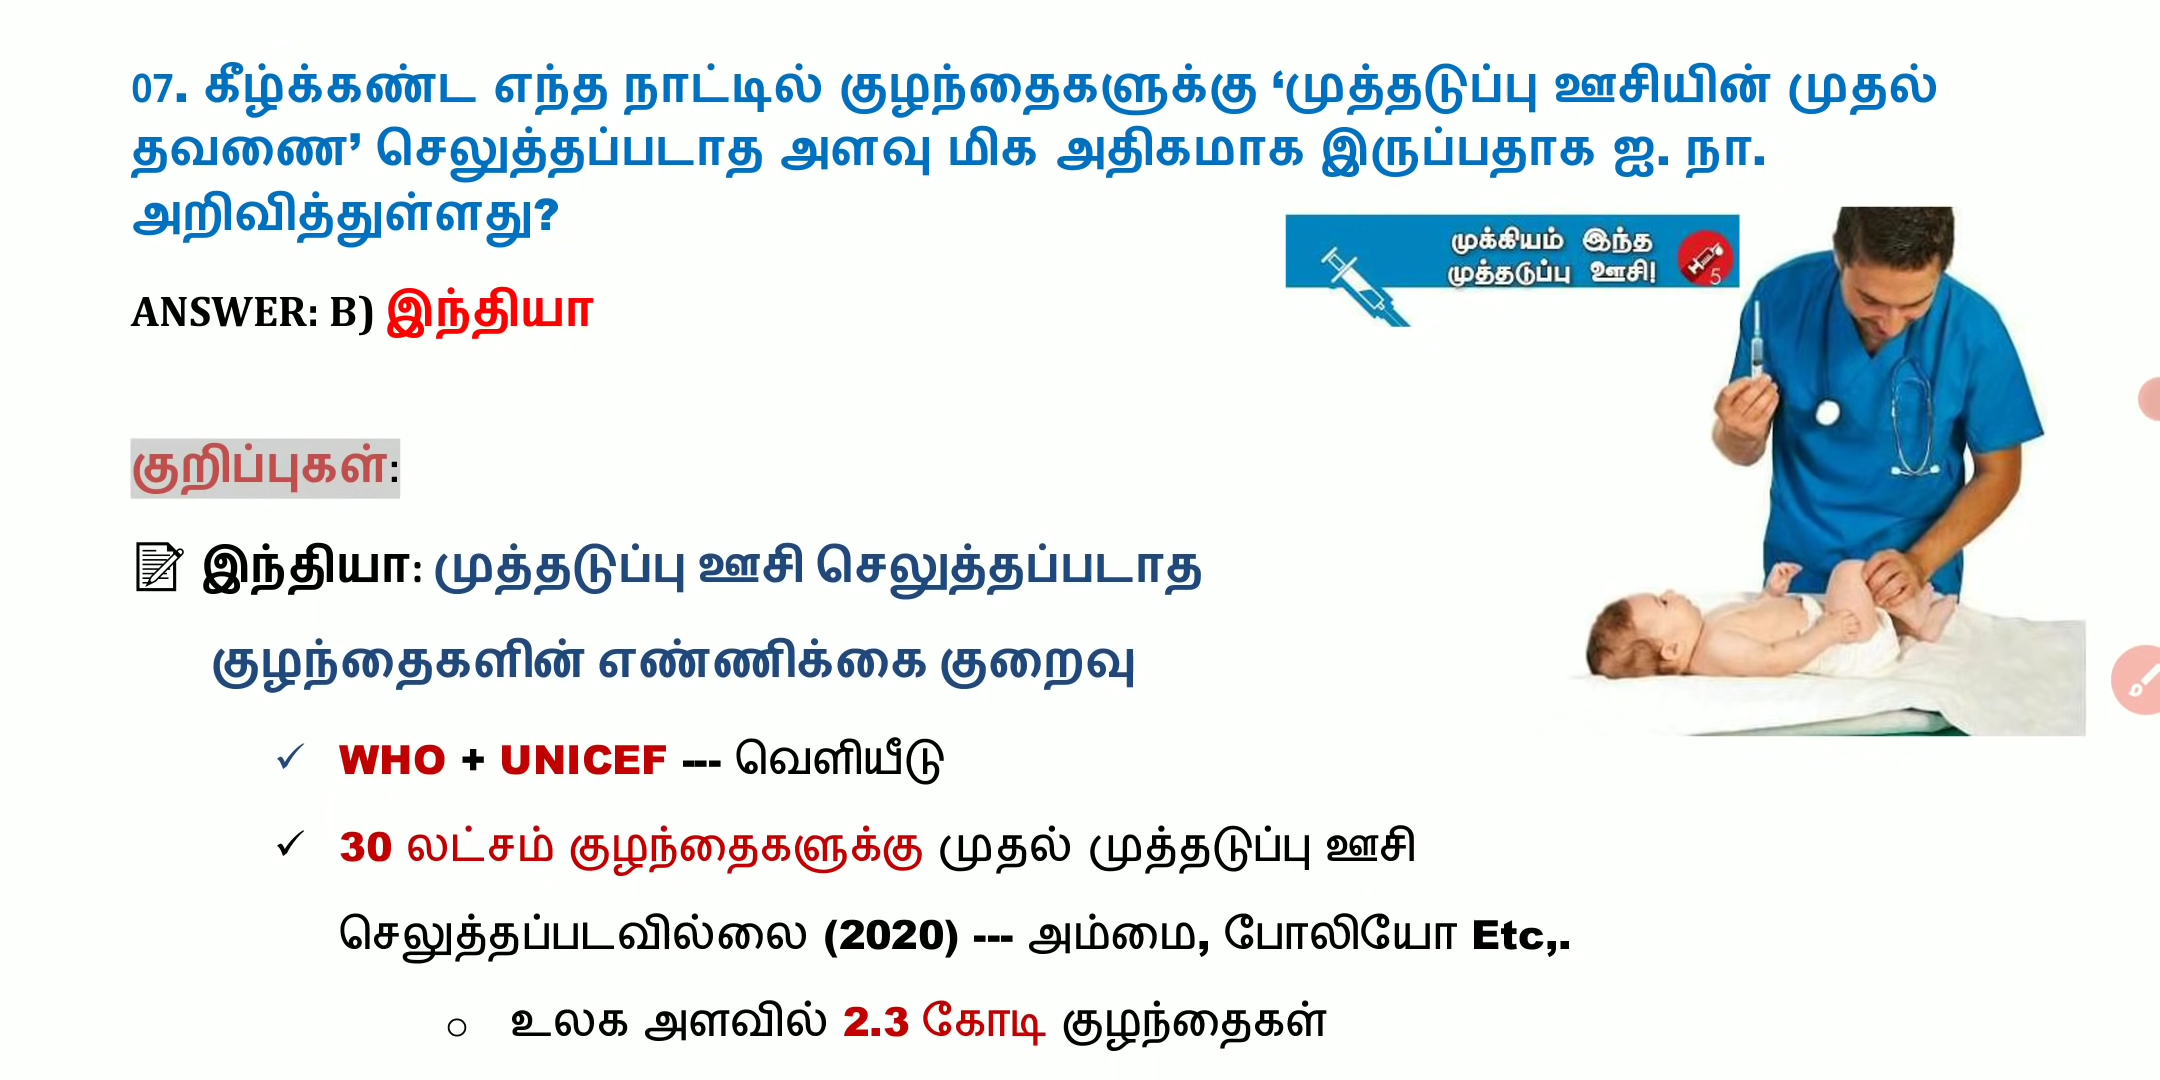 07. கீழ்க்கண்ட எந்த நாட்டில் குழந்தைகளுக்கு ‘முத்தடுப்பு ஊசியின் முதல்
தவணை’ செலுத்தப்படாத அளவு மிக அதிகமாக இருப்பதாக ஐ. நா.
அறிவித்துள்ளது?
முக்கியம் இந்த
முத்தடுப்பு ஊசி!
5
ANSWER: B) இந்தியா
குறிப்புகள்:
இந்தியா: முத்தடுப்பு ஊசி செலுத்தப்படாத
குழந்தைகளின் எண்ணிக்கை குறைவு
✓ WHO + UNICEF --- வெளியீடு
✓ 30 லட்சம் குழந்தைகளுக்கு முதல் முத்தடுப்பு ஊசி
செலுத்தப்படவில்லை (2020) --- அம்மை, போலியோ Etc,.
o உலக அளவில் 2.3 கோடி குழந்தைகள்